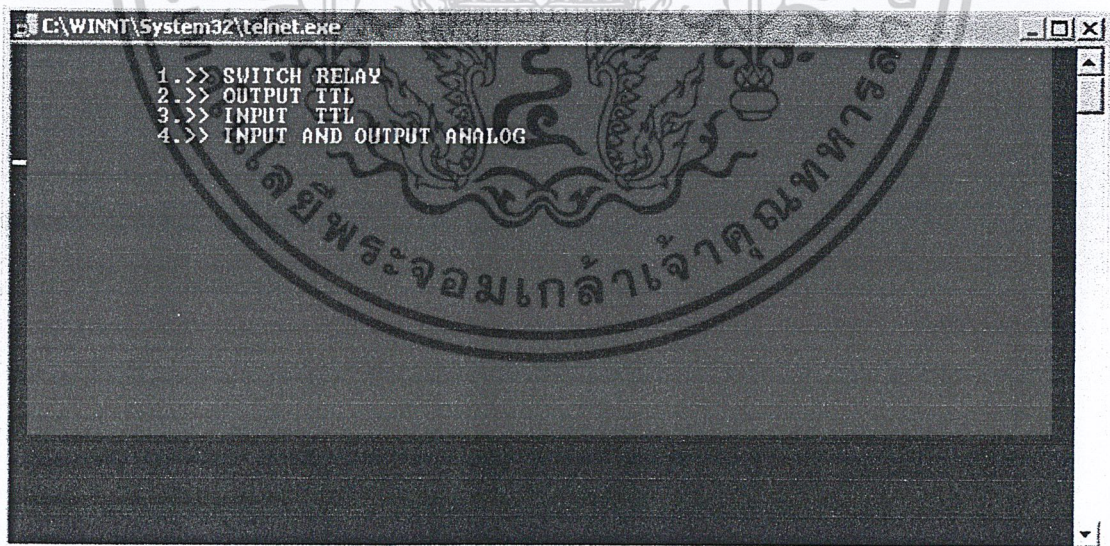 C:\WINNT\System32\telnet.exe
1.>> SWITCH RELAY
2.>> OUTPUT TTL
3.>> INPUT  TTL
4.>> INPUT AND OUTPUT ANALOG
พระจอมเกล้าเจ้าคุณทหารล